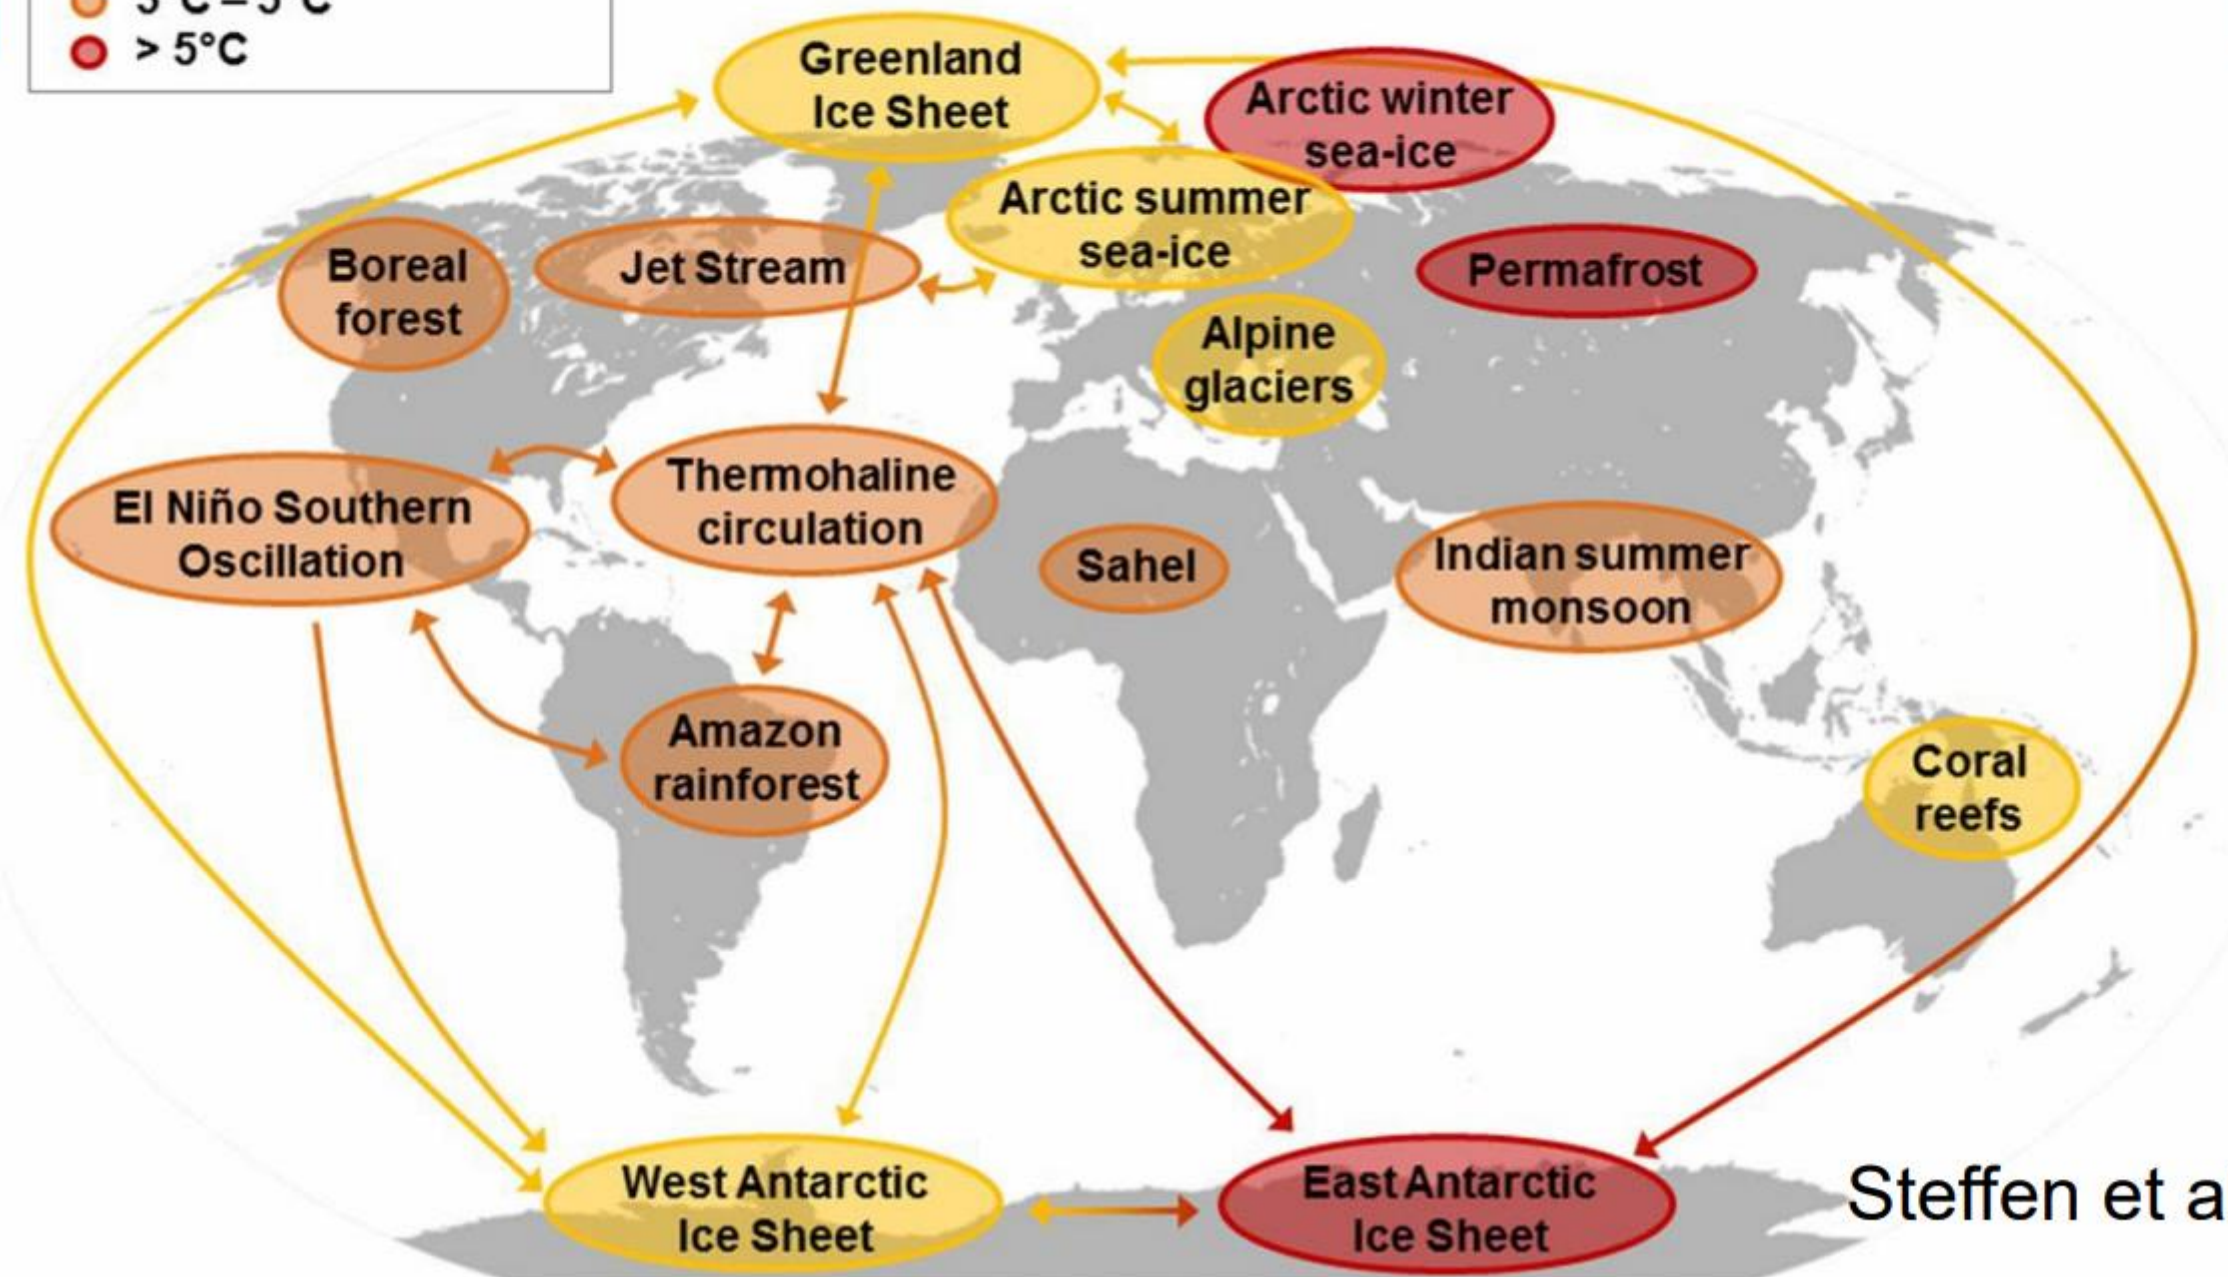 > 5°C
Greenland
Ice Sheet
Arctic winter
sea-ice
Arctic summer
sea-ice
Boreal
forest
Jet Stream
Permafrost
Alpine
glaciers
El Niño Southern
Oscillation
Thermohaline
circulation
Sahel
Indian summer
monsoon
Amazon
rainforest
Coral
reefs
West Antarctic
Ice Sheet
East Antarctic
Ice Sheet
Steffen et a